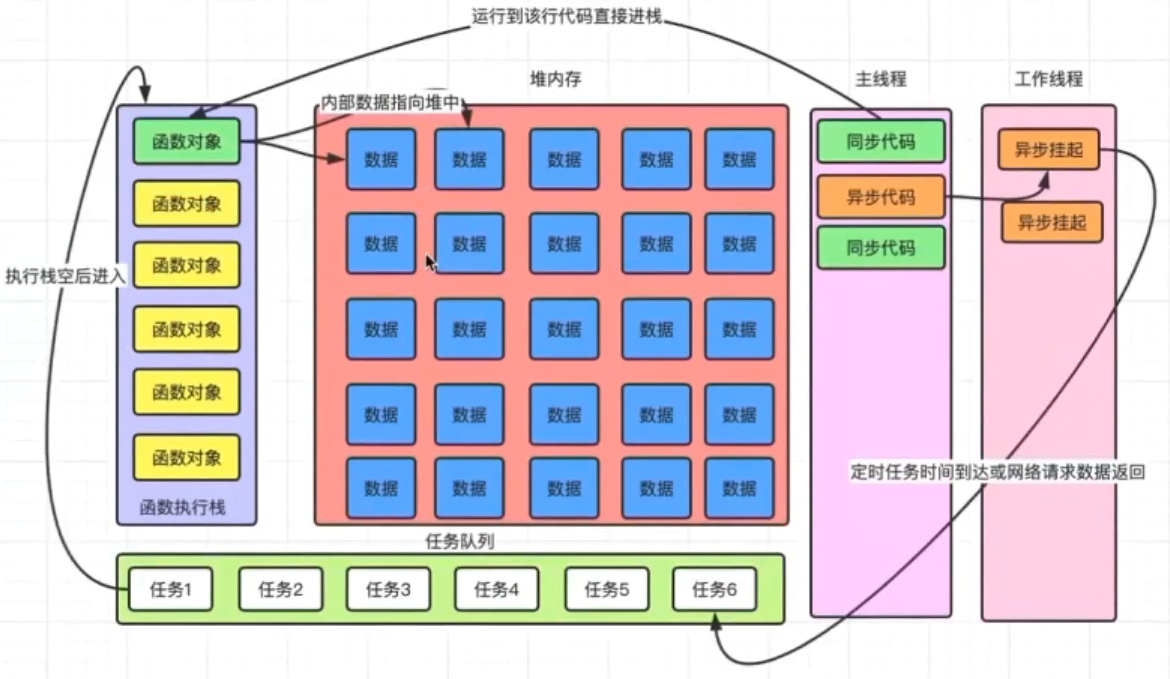 运行到该行代码直接进栈
堆内存
主线程
工作线程
内部数据指向堆中
函数对象
函数对象
函数对象
函数对象
函数对象
函数对象
函数执行栈
执行栈空后进入
数据 数据 数据 数据 数据
数据 数据 数据 数据 数据
数据 数据 数据 数据 数据
数据 数据 数据 数据 数据
数据 数据 数据 数据 数据
同步代码
异步代码
同步代码
异步挂起
异步挂起
定时任务时间到达或网络请求数据返回
任务队列
任务1 任务2 任务3 任务4 任务5 任务6